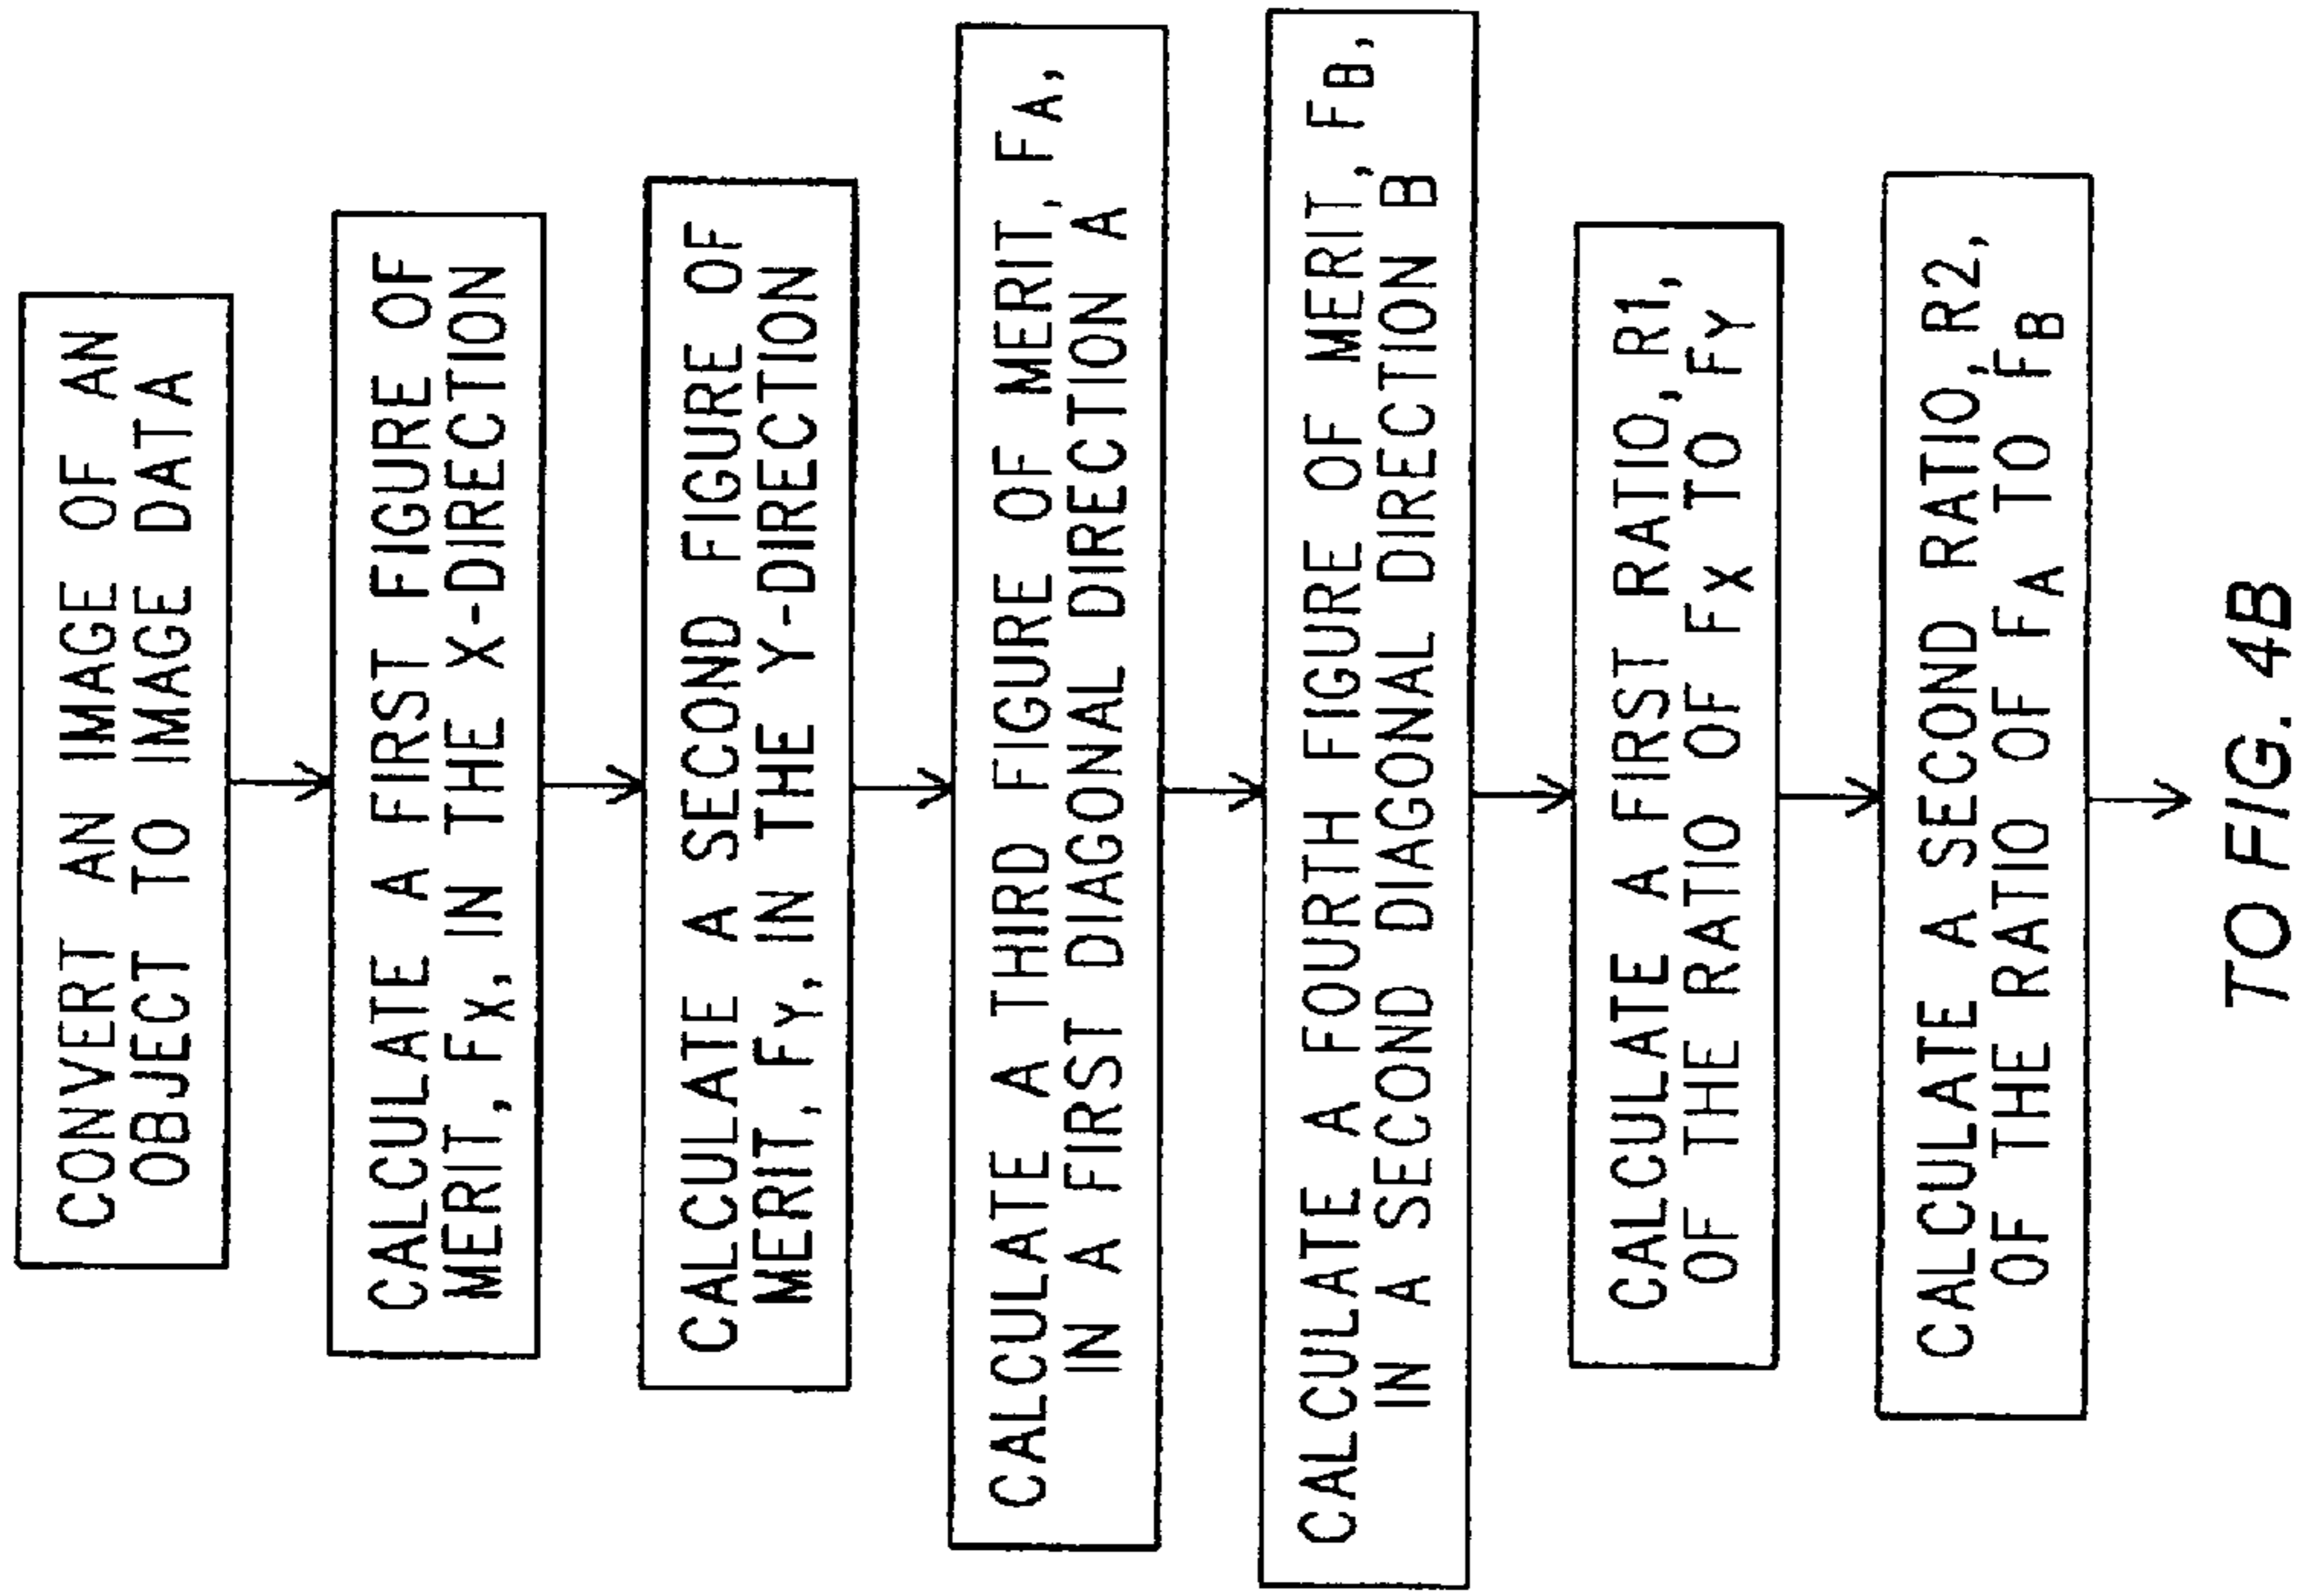 CONVERT AN IMAGE OF AN
OBJECT TO IMAGE DATA
CALCULATE A FIRST FIGURE OF
MERIT, FX, IN THE X-DIRECTION
CALCULATE A SECOND FIGURE OF
MERIT, FY, IN THE Y-DIRECTION
CALCULATE A THIRD FIGURE OF MERIT, FA,
IN A FIRST DIAGONAL DIRECTION A
CALCULATE A FOURTH FIGURE OF MERIT, FB,
IN A SECOND DIAGONAL DIRECTION B
CALCULATE A FIRST RATIO, R1,
OF THE RATIO OF FX TO FY
CALCULATE A SECOND RATIO, R2,
OF THE RATIO OF FA TO FB
TO FIG. 4B